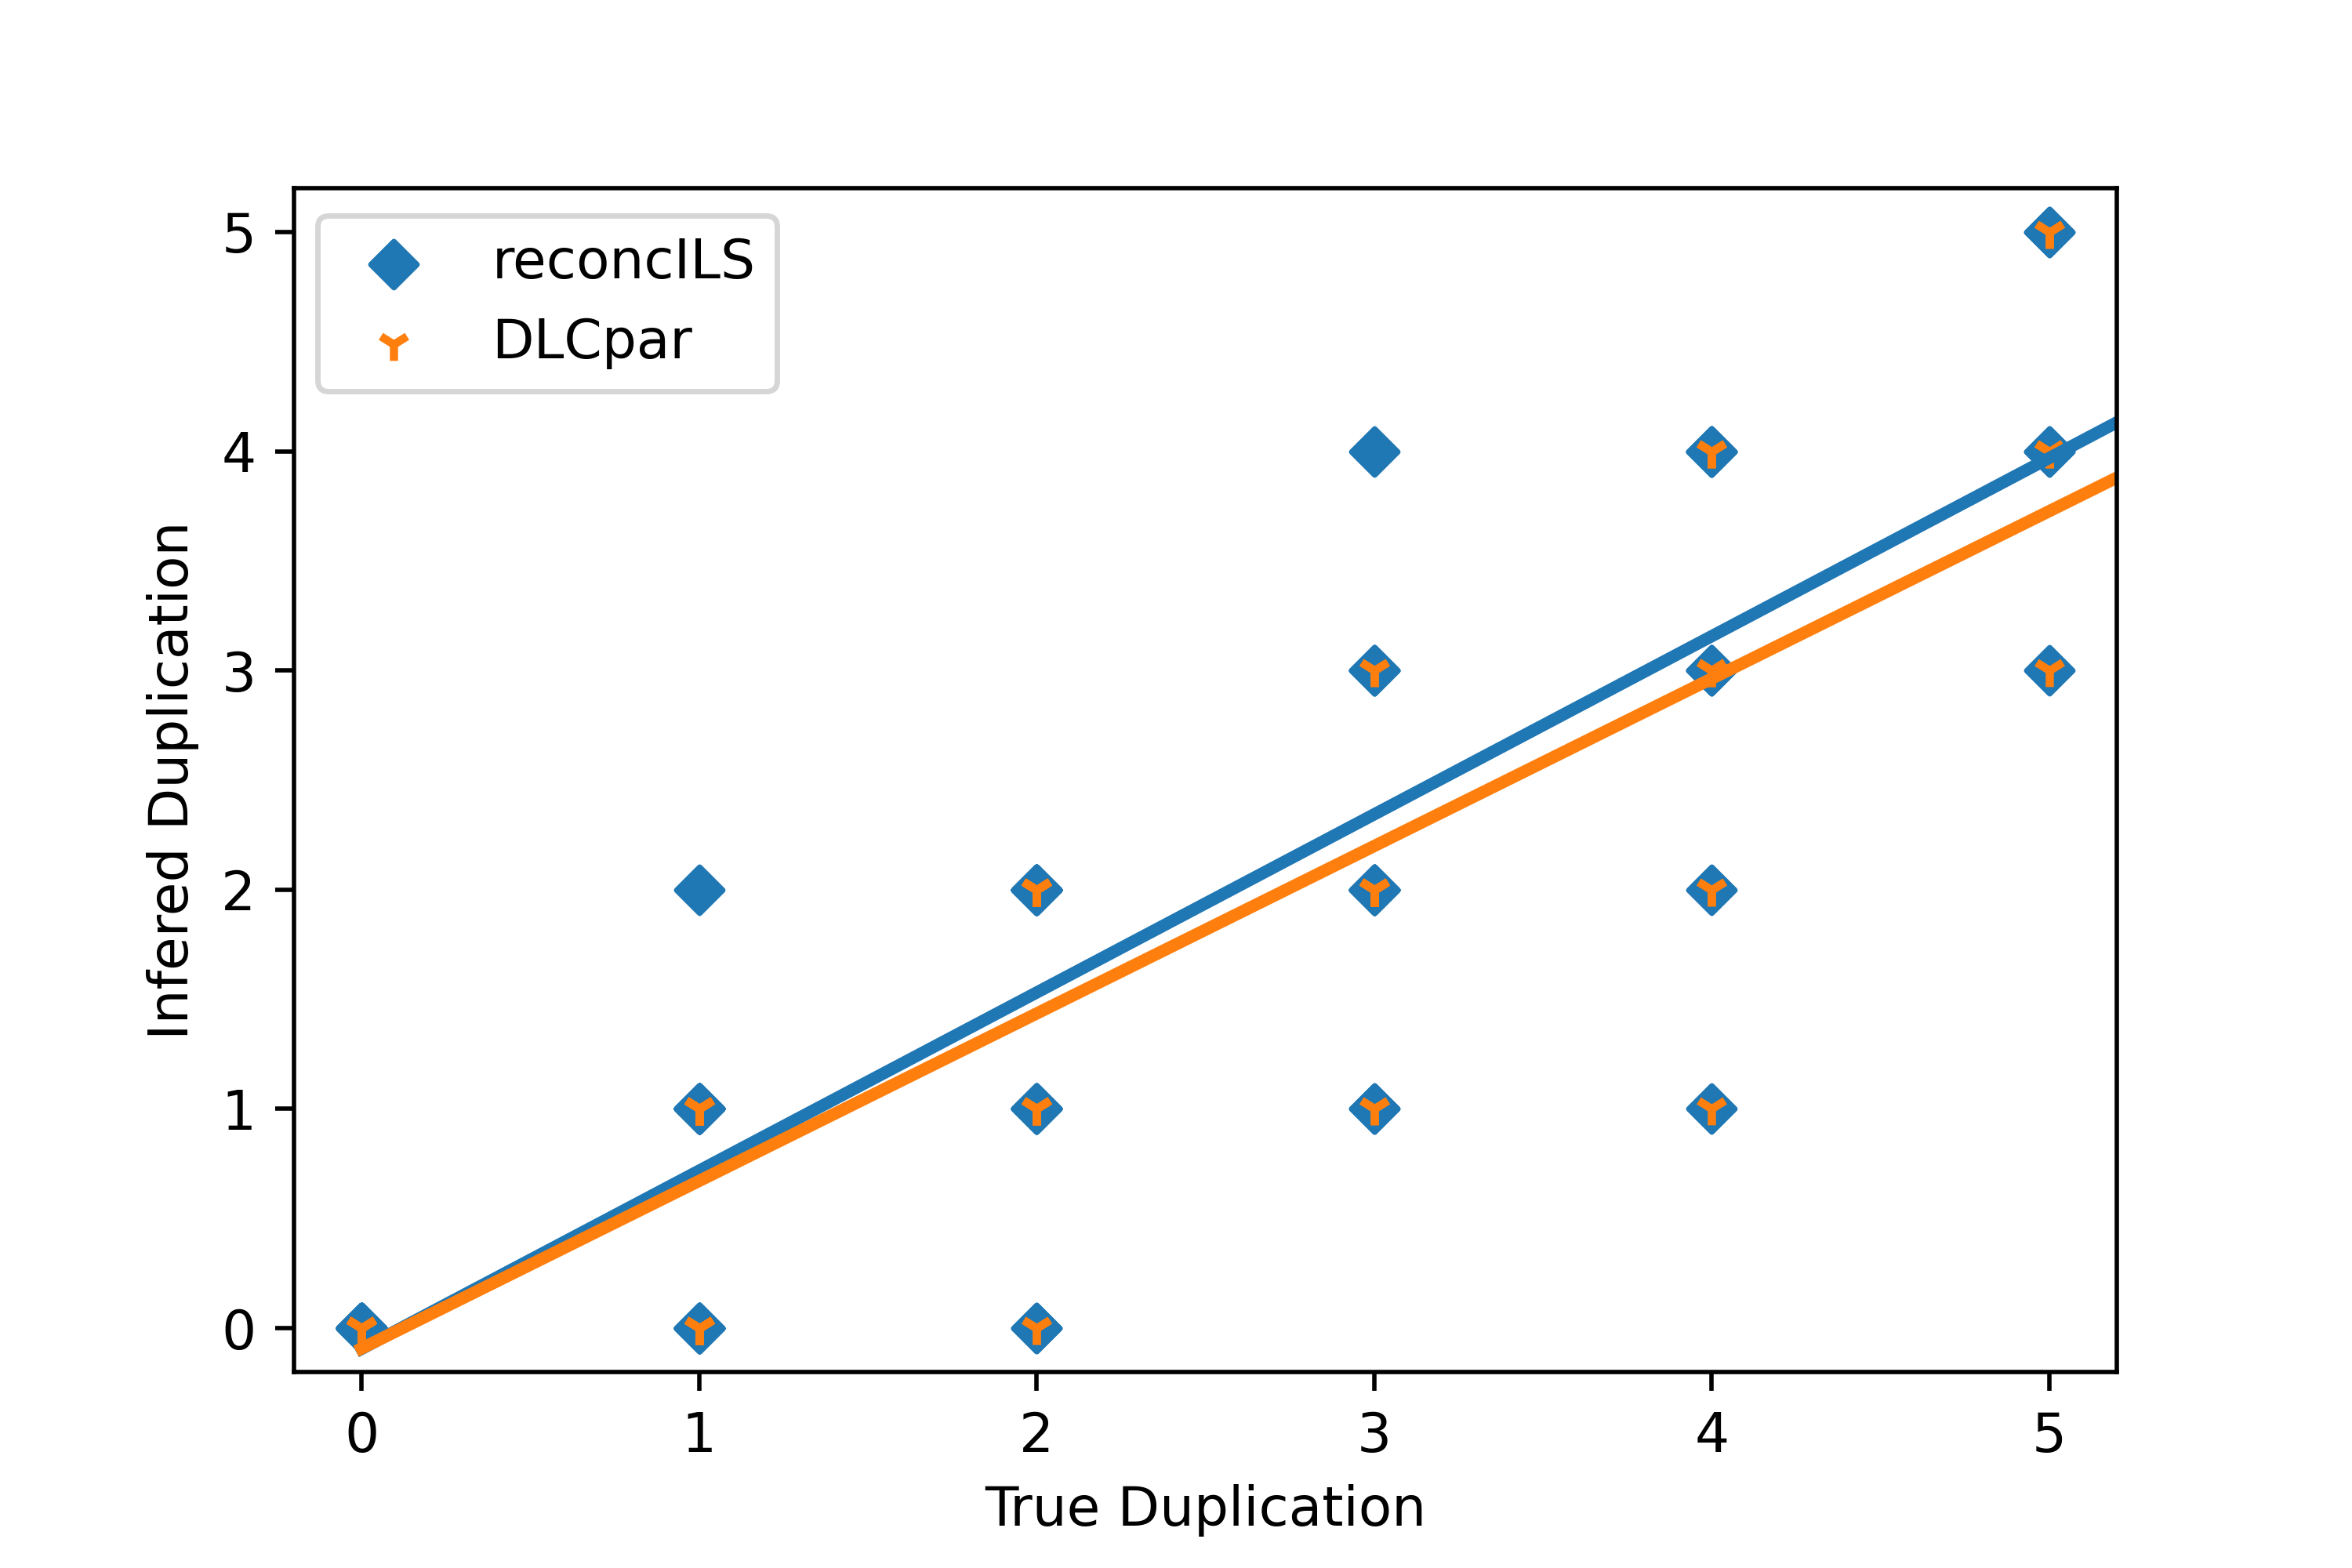 reconcILS
DLCpar
5
4
3
2
1
0
Infered Duplication
0 1 2 3 4 5
True Duplication